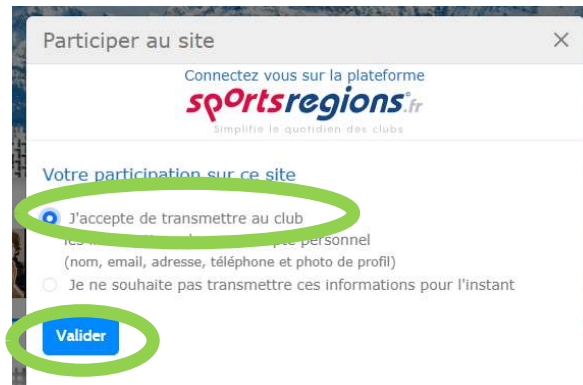 Participer au site
Connectez vous sur la plateforme
sportsregions.fr
Simplifie le quotidien des clubs
Votre participation sur ce site
J'accepte de transmettre au club
personnel
(nom, email, adresse, téléphone et photo de profil)
Je ne souhaite pas transmettre ces informations pour l'instant
Valider